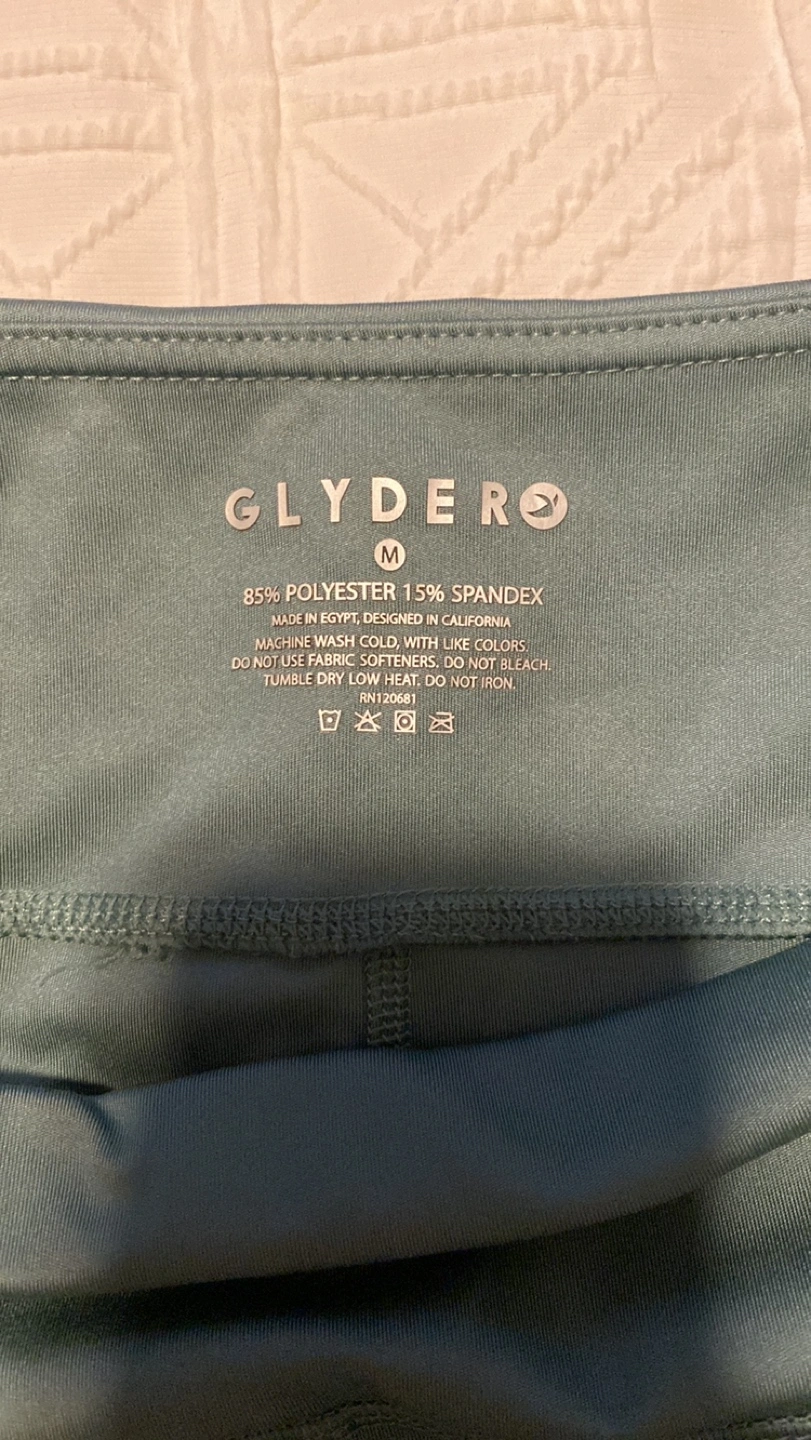 GLYDER
M
85% POLYESTER 15% SPANDEX
MADE IN EGYPT, DESIGNED IN CALIFORNIA
MACHINE WASH COLD, WITH LIKE COLORS.
DO NOT USE FABRIC SOFTENERS. DO NOT BLEACH.
TUMBLE DRY LOW HEAT. DO NOT IRON.
RN120681